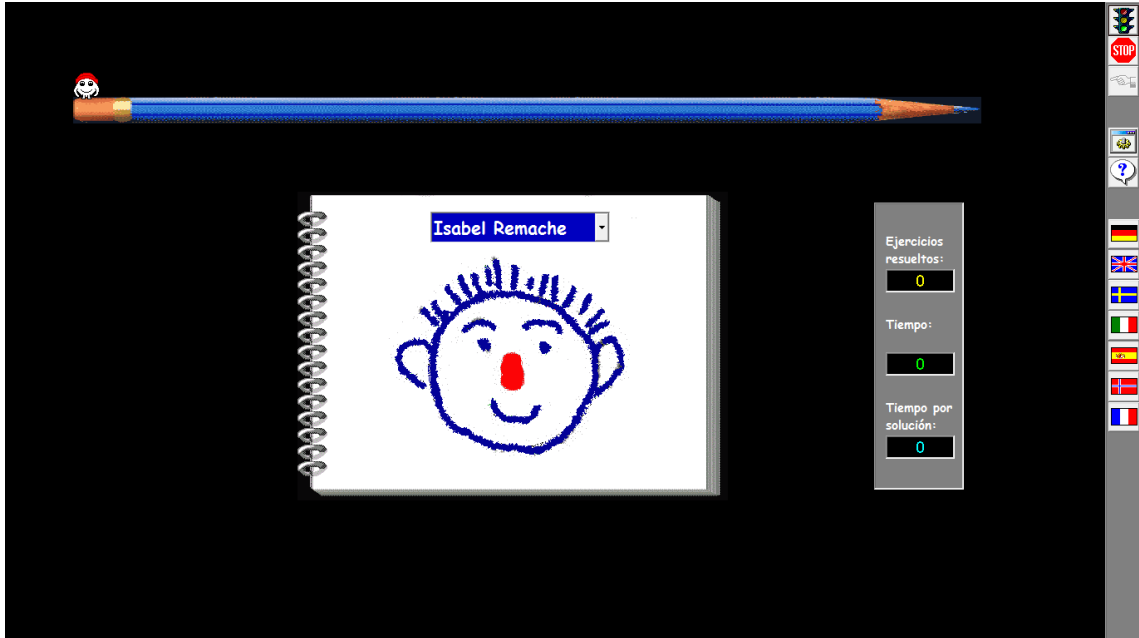 STOP
?
Isabel Remache
Ejercicios
resueltos:
0
Tiempo:
0
Tiempo por
solución:
0